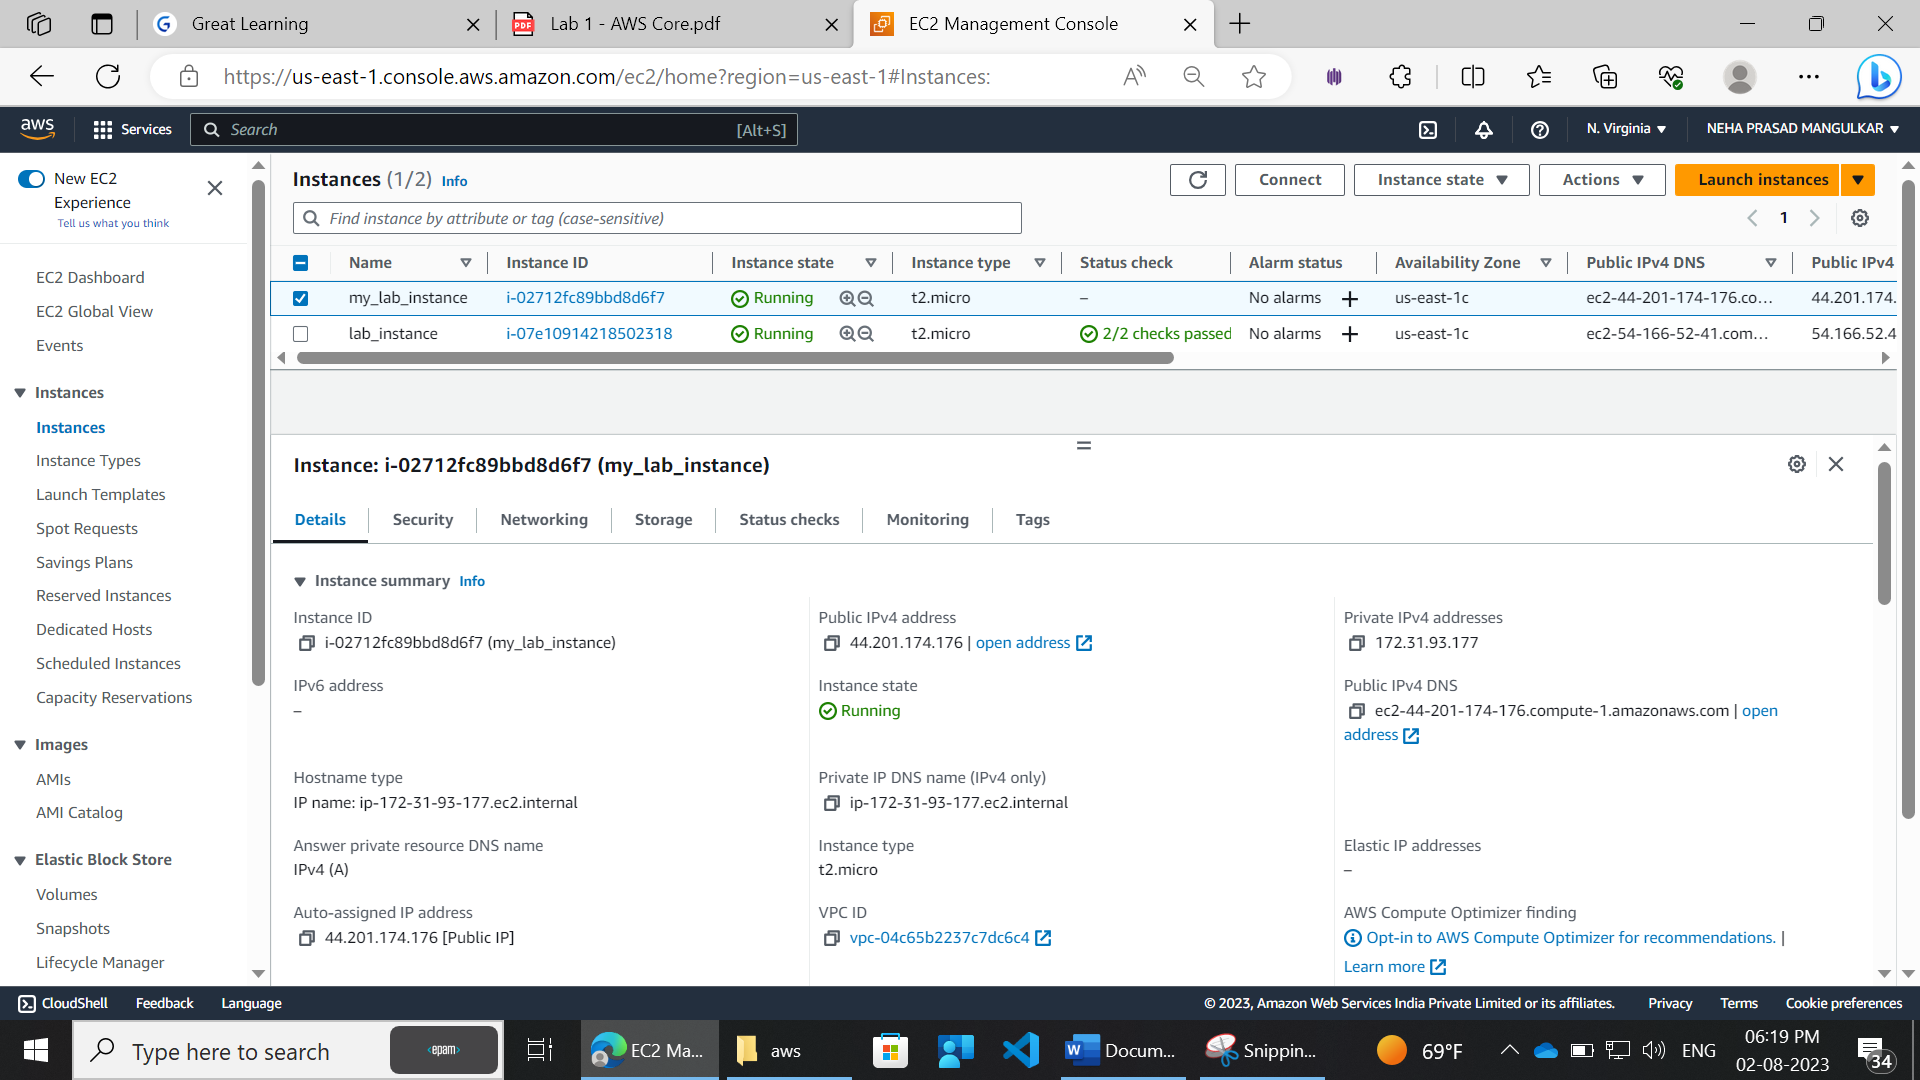 Great Learning
Lab 1 - AWS Core.pdf
EC2 Management Console
https://us-east-1.console.aws.amazon.com/ec2/home?region=us-east-1#Instances:
aws
Services
Search
[Alt+S]
N. Virginia
NEHA PRASAD MANGULKAR
New EC2
Experience
Tell us what you think
EC2 Dashboard
EC2 Global View
Events
Instances
Instances
Instance Types
Launch Templates
Spot Requests
Savings Plans
Reserved Instances
Dedicated Hosts
Scheduled Instances
Capacity Reservations
Images
AMIs
AMI Catalog
Elastic Block Store
Volumes
Snapshots
Lifecycle Manager
Instances (1/2) Info
Connect
Instance state
Actions
Launch instances
Find instance by attribute or tag (case-sensitive)
1
Name Instance ID Instance state Instance type Status check Alarm status Availability Zone Public IPv4 DNS Public IPv4
my_lab_instance i-02712fc89bbd8d6f7 Running t2.micro – No alarms + us-east-1c ec2-44-201-174-176.co... 44.201.174.
lab_instance i-07e10914218502318 Running t2.micro 2/2 checks passed No alarms + us-east-1c ec2-54-166-52-41.com... 54.166.52.4
Instance: i-02712fc89bbd8d6f7 (my_lab_instance)
Details Security Networking Storage Status checks Monitoring Tags
Instance summary Info
Instance ID
i-02712fc89bbd8d6f7 (my_lab_instance)
Public IPv4 address
44.201.174.176 | open address
Private IPv4 addresses
172.31.93.177
IPv6 address
–
Instance state
Running
Public IPv4 DNS
ec2-44-201-174-176.compute-1.amazonaws.com | open
address
Hostname type
IP name: ip-172-31-93-177.ec2.internal
Private IP DNS name (IPv4 only)
ip-172-31-93-177.ec2.internal
Answer private resource DNS name
IPv4 (A)
Instance type
t2.micro
Elastic IP addresses
–
Auto-assigned IP address
44.201.174.176 [Public IP]
VPC ID
vpc-04c65b2237c7dc6c4
AWS Compute Optimizer finding
Opt-in to AWS Compute Optimizer for recommendations. |
Learn more
CloudShell Feedback Language
© 2023, Amazon Web Services India Private Limited or its affiliates. Privacy Terms Cookie preferences
Type here to search
<epam>
EC2 Ma...
aws
Docum...
Snippin...
69°F
ENG
06:19 PM
02-08-2023
34